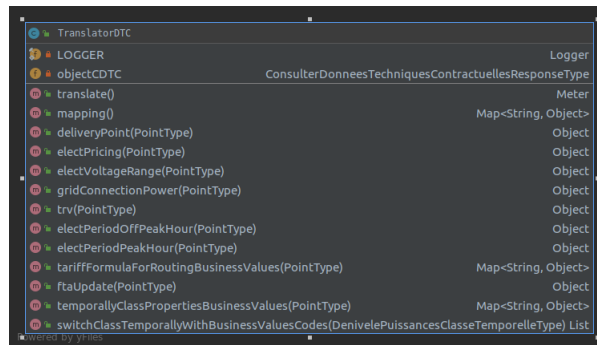 TranslatorDTC
LOGGER Logger
objectCDTC ConsulterDonneesTechniquesContractuellesResponseType
translate() Meter
mapping() Map<String, Object>
deliveryPoint(PointType) Object
electPricing(PointType) Object
electVoltageRange(PointType) Object
gridConnectionPower(PointType) Object
trv(PointType) Object
electPeriodOffPeakHour(PointType) Object
electPeriodPeakHour(PointType) Object
tariffFormulaForRoutingBusinessValues(PointType) Map<String, Object>
ftaUpdate(PointType) Object
temporallyClassPropertiesBusinessValues(PointType) Map<String, Object>
switchClassTemporallyWithBusinessValuesCodes(DenivelePuissancesClasseTemporelleType) List
Powered by yFiles